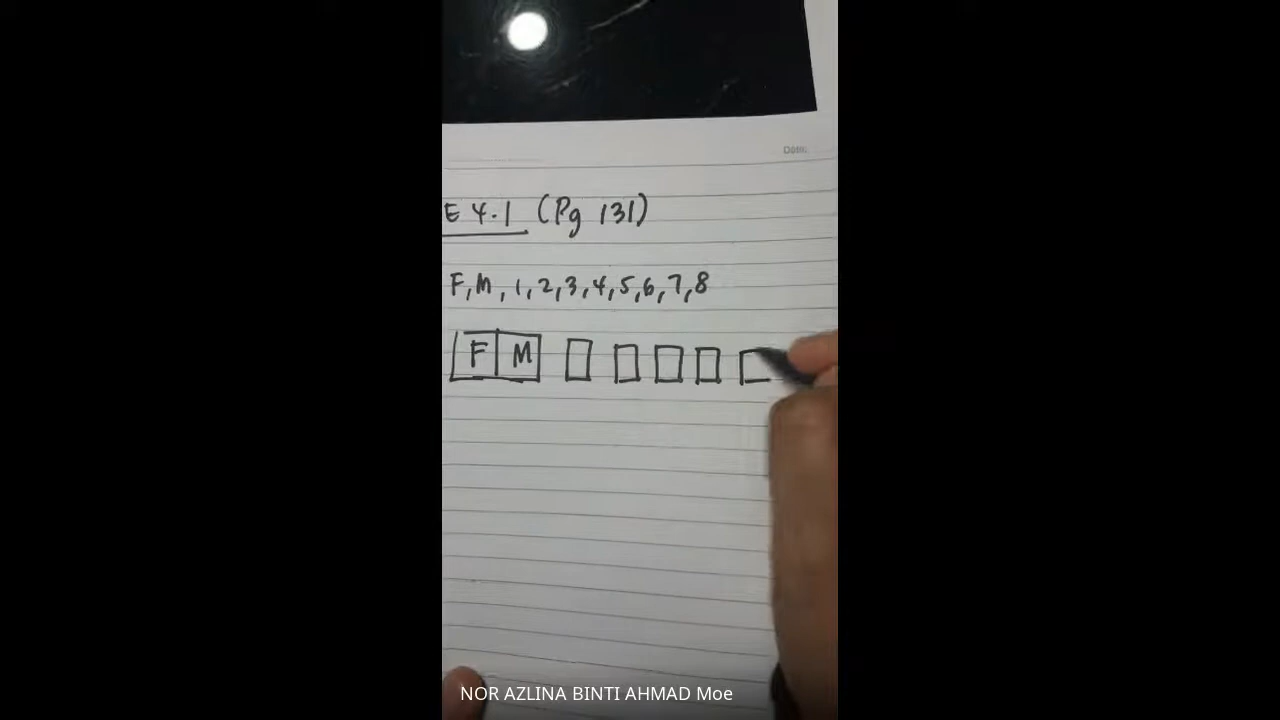 Date:
E 4.1 (Pg 131)
F, M, 1, 2, 3, 4, 5, 6, 7, 8
F M
NOR AZLINA BINTI AHMAD Moe